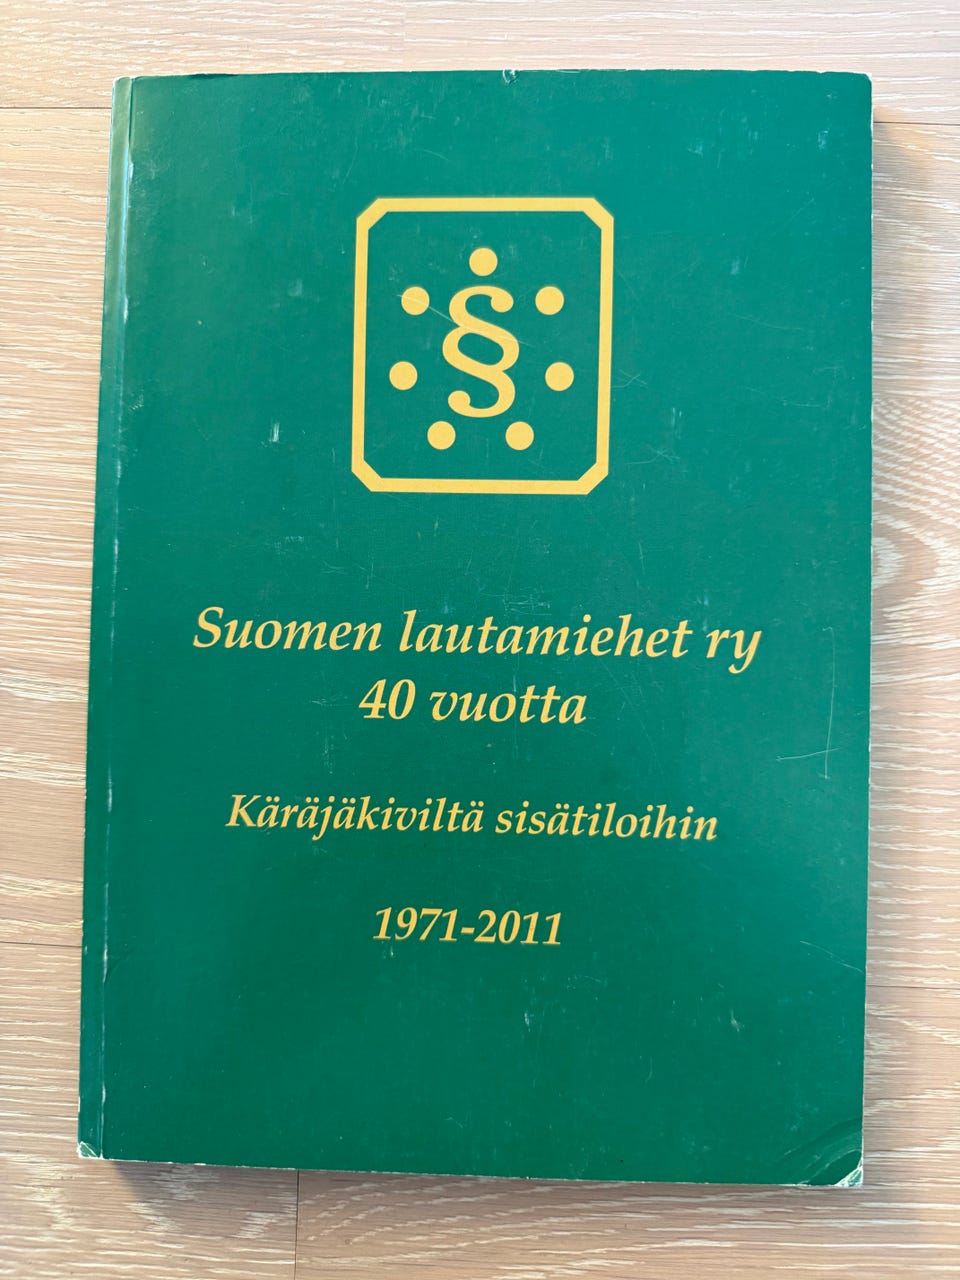 §
Suomen lautamiehet ry
40 vuotta
Käräjäkiviltä sisätiloihin
1971-2011